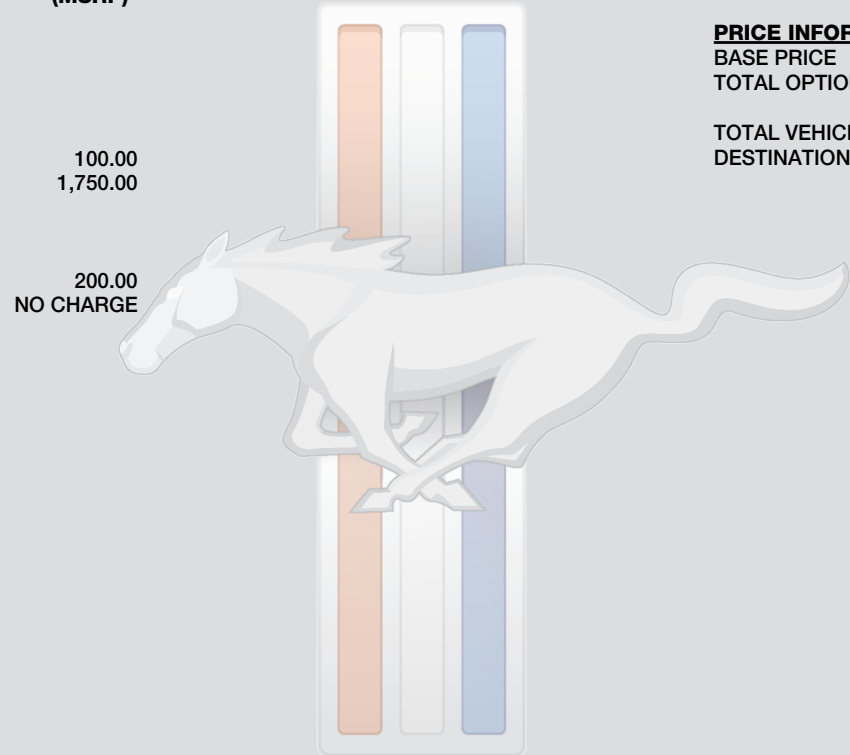 (MSRP)
100.00
1,750.00
200.00
NO CHARGE
PRICE INFOR
BASE PRICE
TOTAL OPTIO
TOTAL VEHICL
DESTINATION